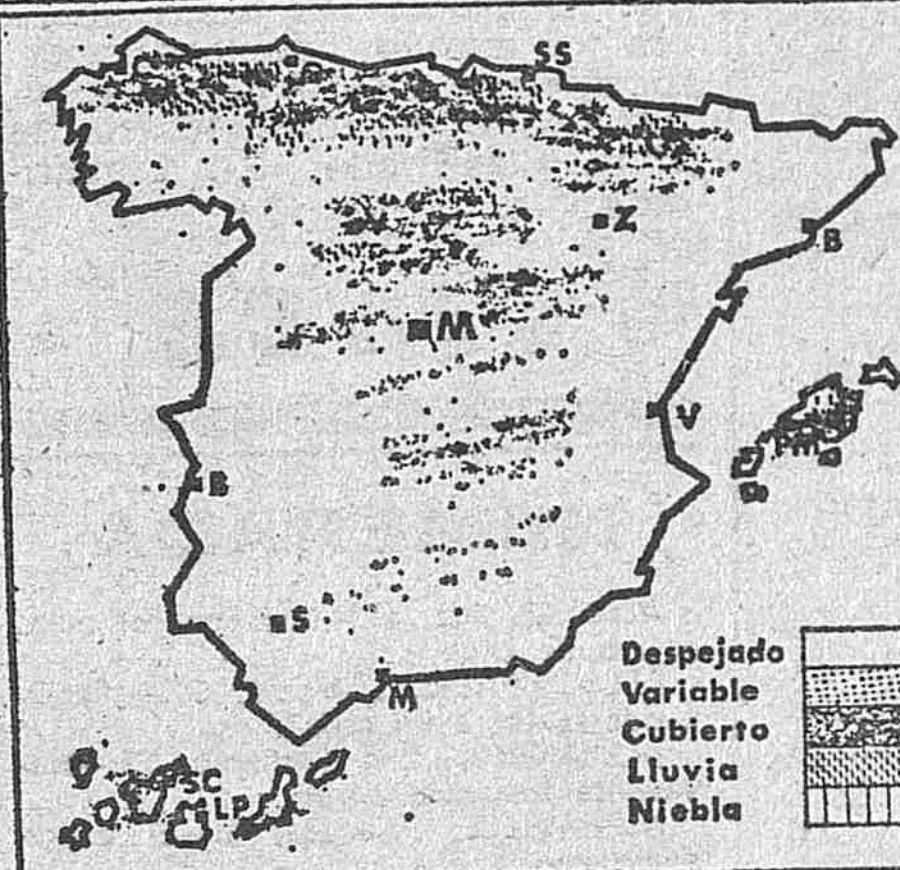 SS
Z
B
M
V
PM
B
S
M
SC
LP
Despejado
Variable
Cubierto
Lluvia
Niebla